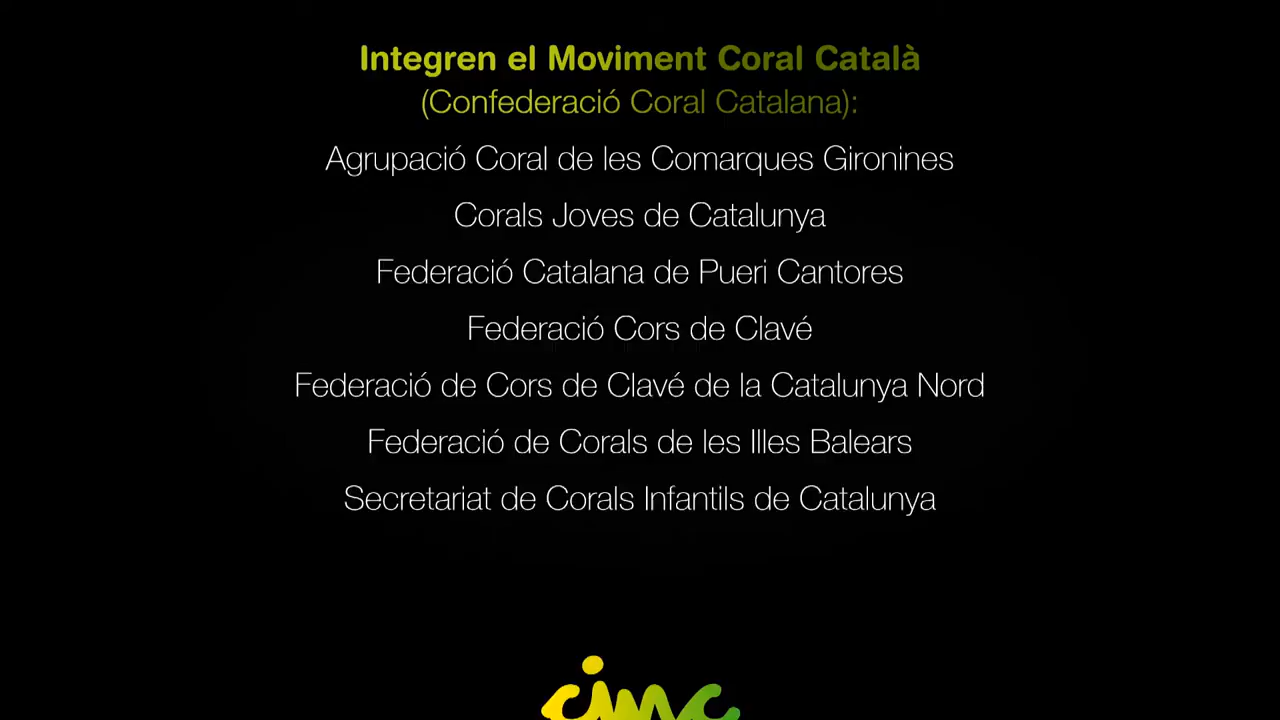 Integren el Moviment Coral Català
(Confederació Coral Catalana):
Agrupació Coral de les Comarques Gironines
Corals Joves de Catalunya
Federació Catalana de Pueri Cantores
Federació Cors de Clavé
Federació de Cors de Clavé de la Catalunya Nord
Federació de Corals de les Illes Balears
Secretariat de Corals Infantils de Catalunya